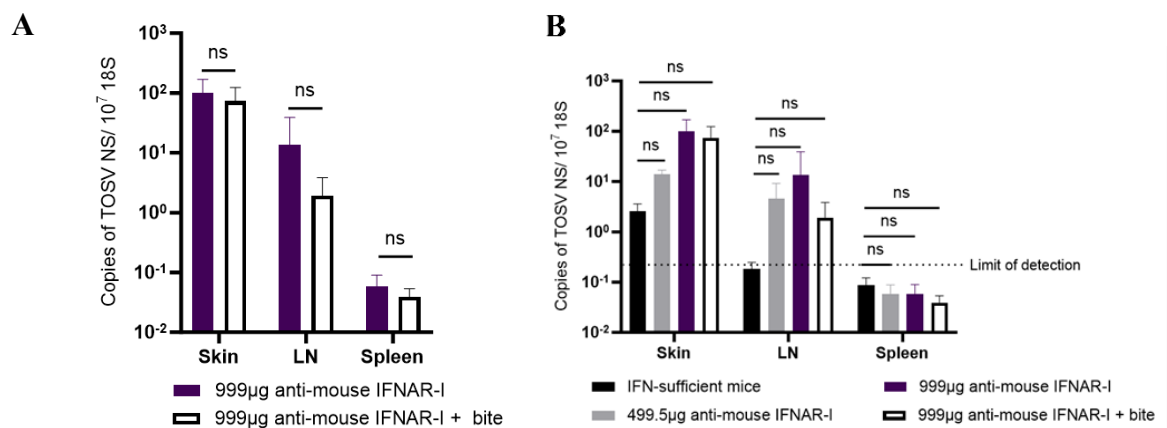 A
Copies of TOSV NS/ 10⁷ 18S
10³
10²
10¹
10⁰
10⁻¹
10⁻²
ns
ns
ns
Skin LN Spleen
999µg anti-mouse IFNAR-I
999µg anti-mouse IFNAR-I + bite
B
Copies of TOSV NS/ 10⁷ 18S
10³
10²
10¹
10⁰
10⁻¹
10⁻²
ns
ns
ns
ns
ns
ns
ns
ns
ns
Limit of detection
Skin LN Spleen
IFN-sufficient mice 999µg anti-mouse IFNAR-I
499.5µg anti-mouse IFNAR-I 999µg anti-mouse IFNAR-I + bite